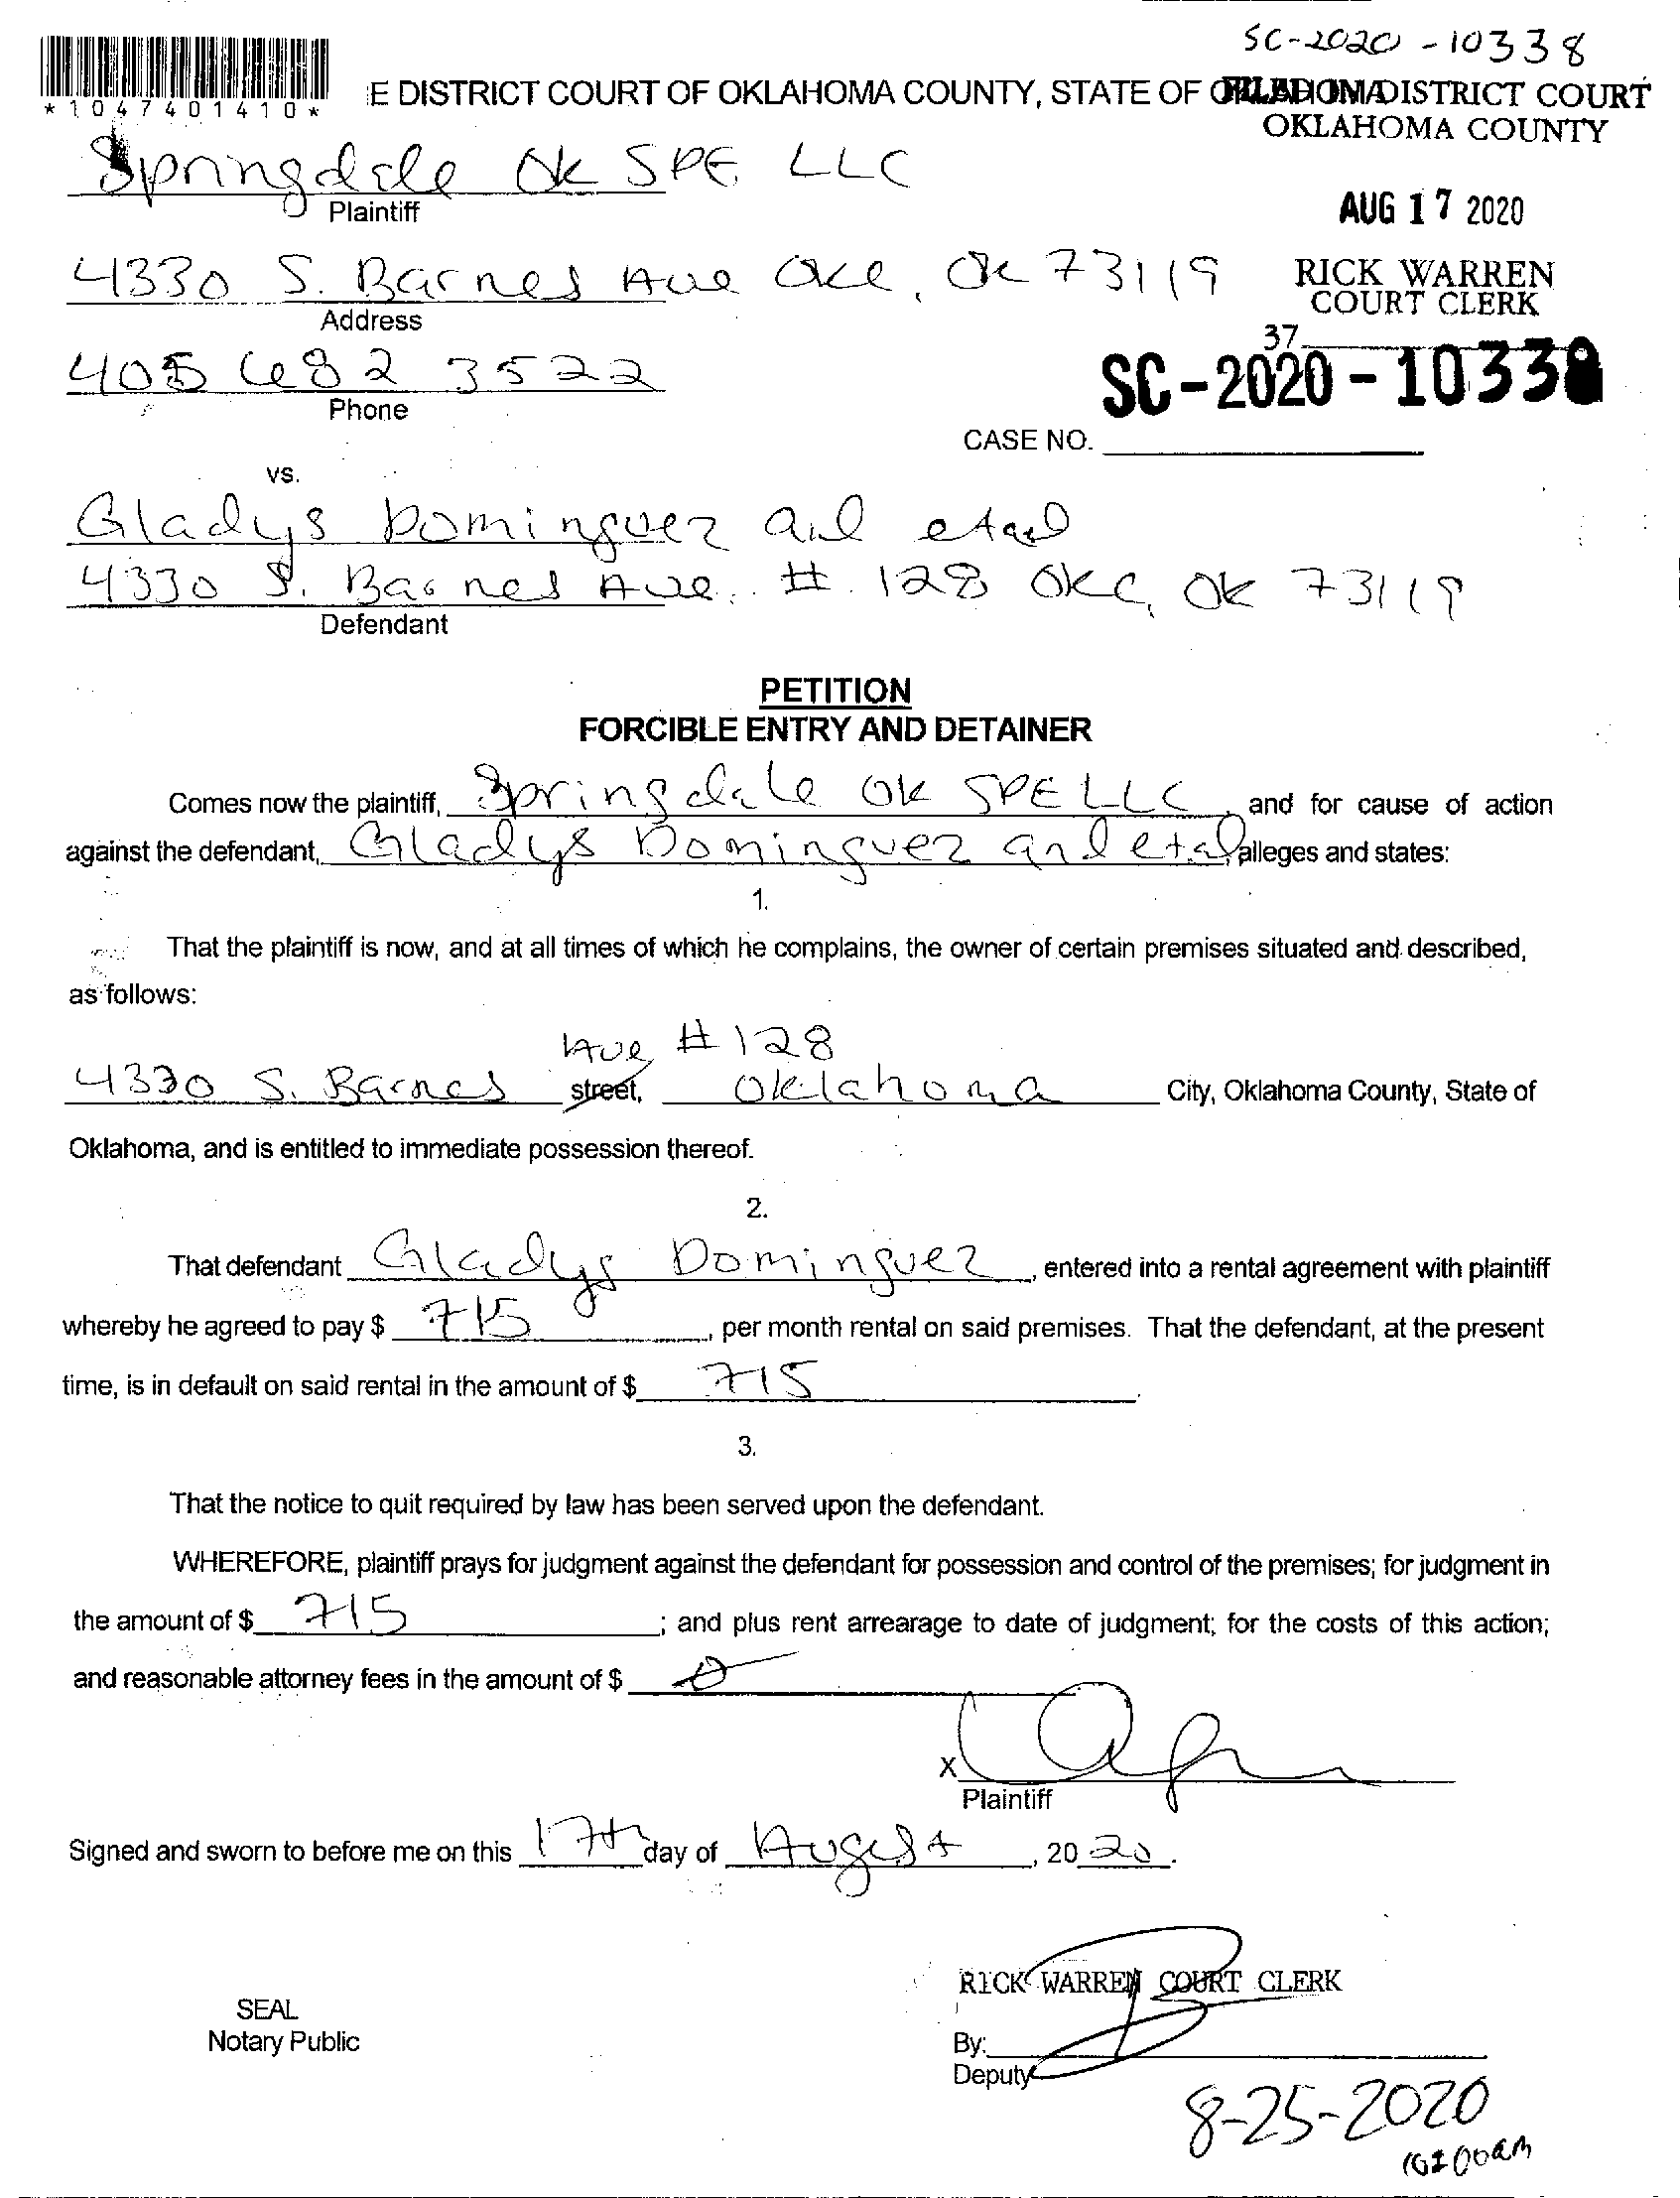 SC-2020-10338
*1047401410*
E DISTRICT COURT OF OKLAHOMA COUNTY, STATE OF
DISTRICT COURT
OKLAHOMA COUNTY
Springdale Ok SPE LLC
Plaintiff
AUG 17 2020
4330 S. Barnes Ave OKC, OK 73119
Address
RICK WARREN
COURT CLERK
37
405 682 3522
Phone
SC-2020-10338
CASE NO.
vs.
Gladys Dominguez and etal
4330 S. Barnes Ave. # 128 OKC, OK 73119
Defendant
PETITION
FORCIBLE ENTRY AND DETAINER
Comes now the plaintiff, Springdale OK SPE LLC, and for cause of action
against the defendant, Gladys Dominguez and etal, alleges and states:
1.
That the plaintiff is now, and at all times of which he complains, the owner of certain premises situated and described,
as follows:
Ave # 128
4330 S. Barnes street, Oklahoma City, Oklahoma County, State of
Oklahoma, and is entitled to immediate possession thereof.
2.
That defendant Gladys Dominguez, entered into a rental agreement with plaintiff
whereby he agreed to pay $ 715, per month rental on said premises. That the defendant, at the present
time, is in default on said rental in the amount of $ 715.
3.
That the notice to quit required by law has been served upon the defendant.
WHEREFORE, plaintiff prays for judgment against the defendant for possession and control of the premises; for judgment in
the amount of $ 715; and plus rent arrearage to date of judgment; for the costs of this action;
and reasonable attorney fees in the amount of $ 0
X
Plaintiff
Signed and sworn to before me on this 17th day of August, 2020.
RICK WARREN COURT CLERK
SEAL
Notary Public
By:
Deputy
8-25-2020
10:00am